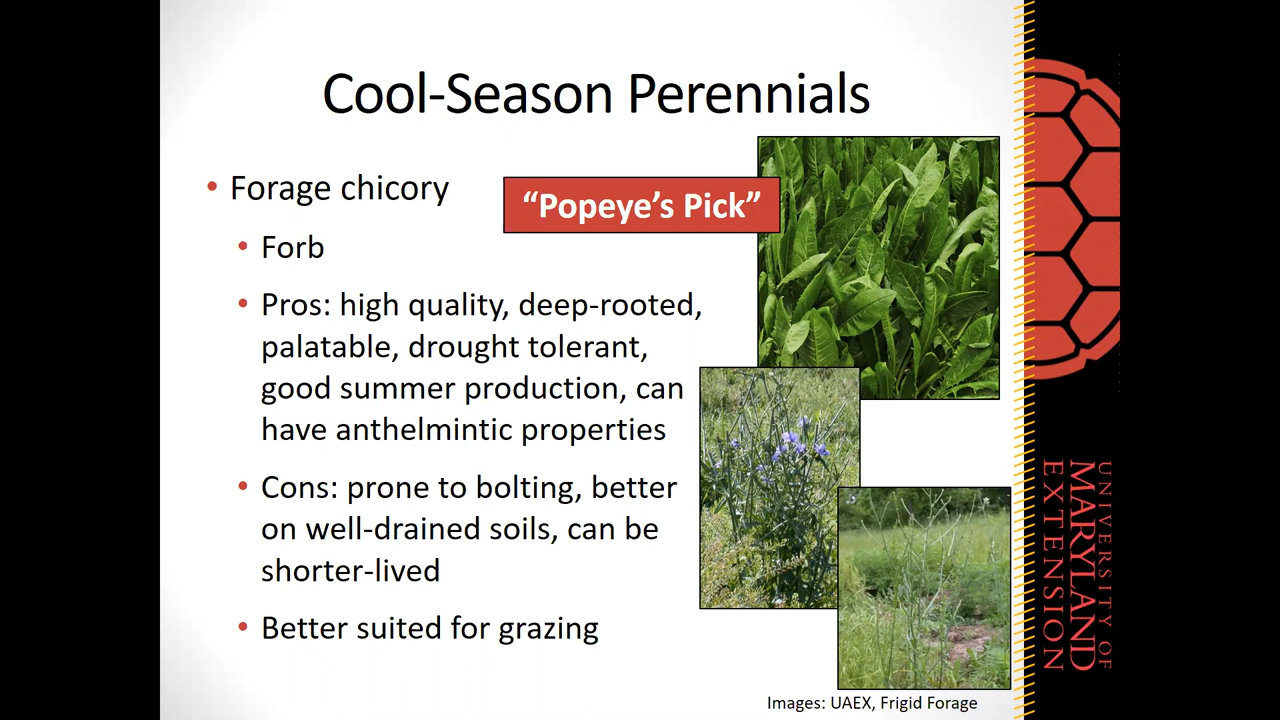 Cool-Season Perennials
• Forage chicory
“Popeye’s Pick”
• Forb
• Pros: high quality, deep-rooted,
palatable, drought tolerant,
good summer production, can
have anthelmintic properties
• Cons: prone to bolting, better
on well-drained soils, can be
shorter-lived
• Better suited for grazing
Images: UAEX, Frigid Forage
UNIVERSITY OF
MARYLAND
EXTENSION